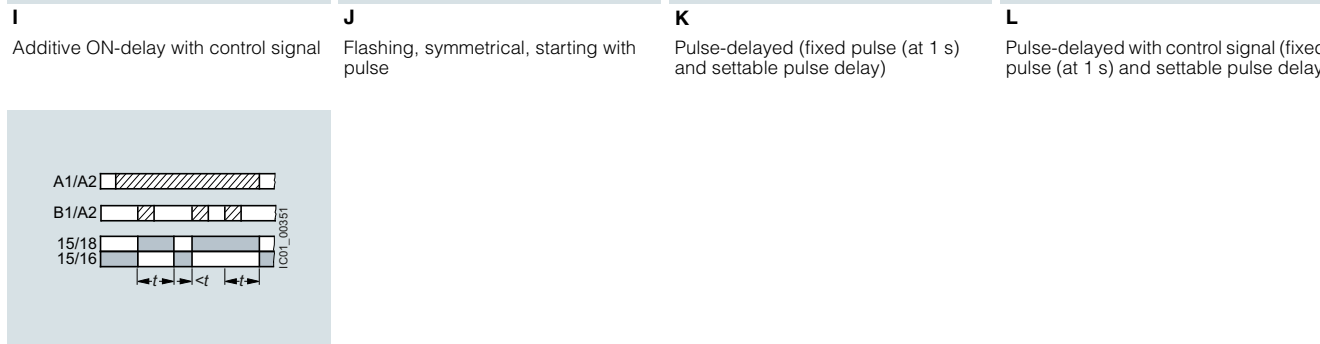 I
Additive ON-delay with control signal
J
Flashing, symmetrical, starting with
pulse
K
Pulse-delayed (fixed pulse (at 1 s)
and settable pulse delay)
L
Pulse-delayed with control signal (fixed
pulse (at 1 s) and settable pulse delay
A1/A2
B1/A2
15/18
15/16
t
<t
t
IC01_00351